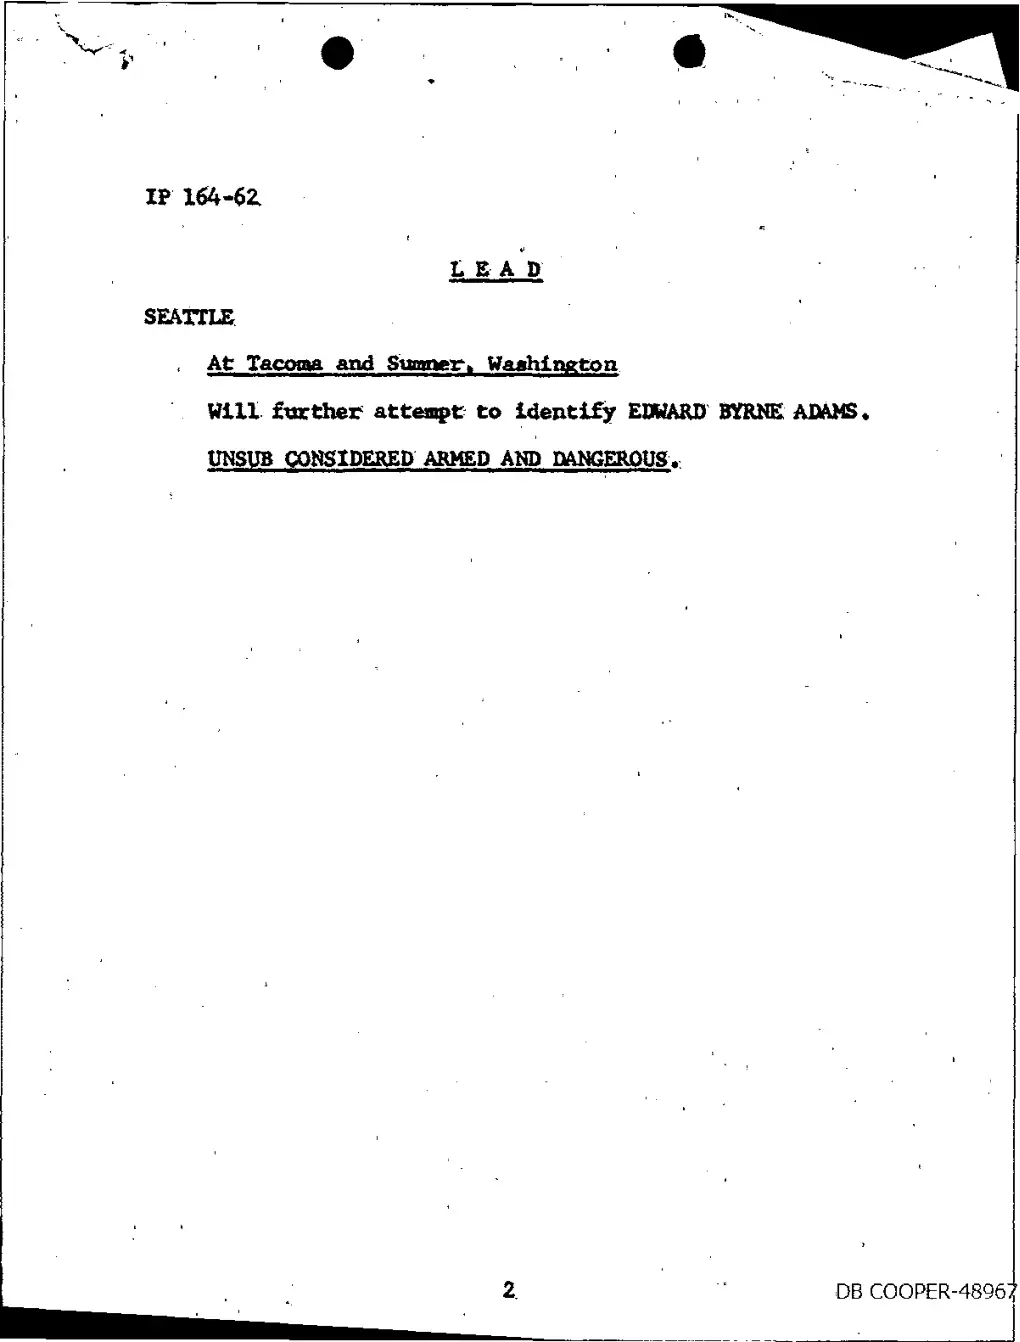 IP 164-62
L E A D
SEATTLE
At Tacoma and Sumner, Washington
Will further attempt to identify EDWARD BYRNE ADAMS.
UNSUB CONSIDERED ARMED AND DANGEROUS.
2
DB COOPER-48967